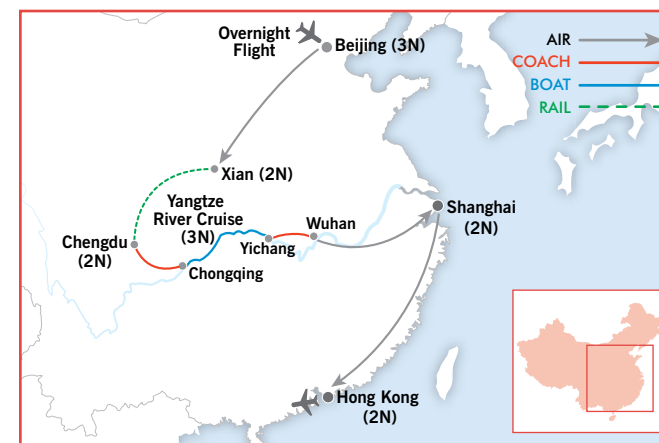 Overnight
Flight
Beijing (3N)
AIR
COACH
BOAT
RAIL
Xian (2N)
Yangtze
River Cruise
(3N)
Wuhan
Shanghai
(2N)
Chengdu
(2N)
Yichang
Chongqing
Hong Kong
(2N)